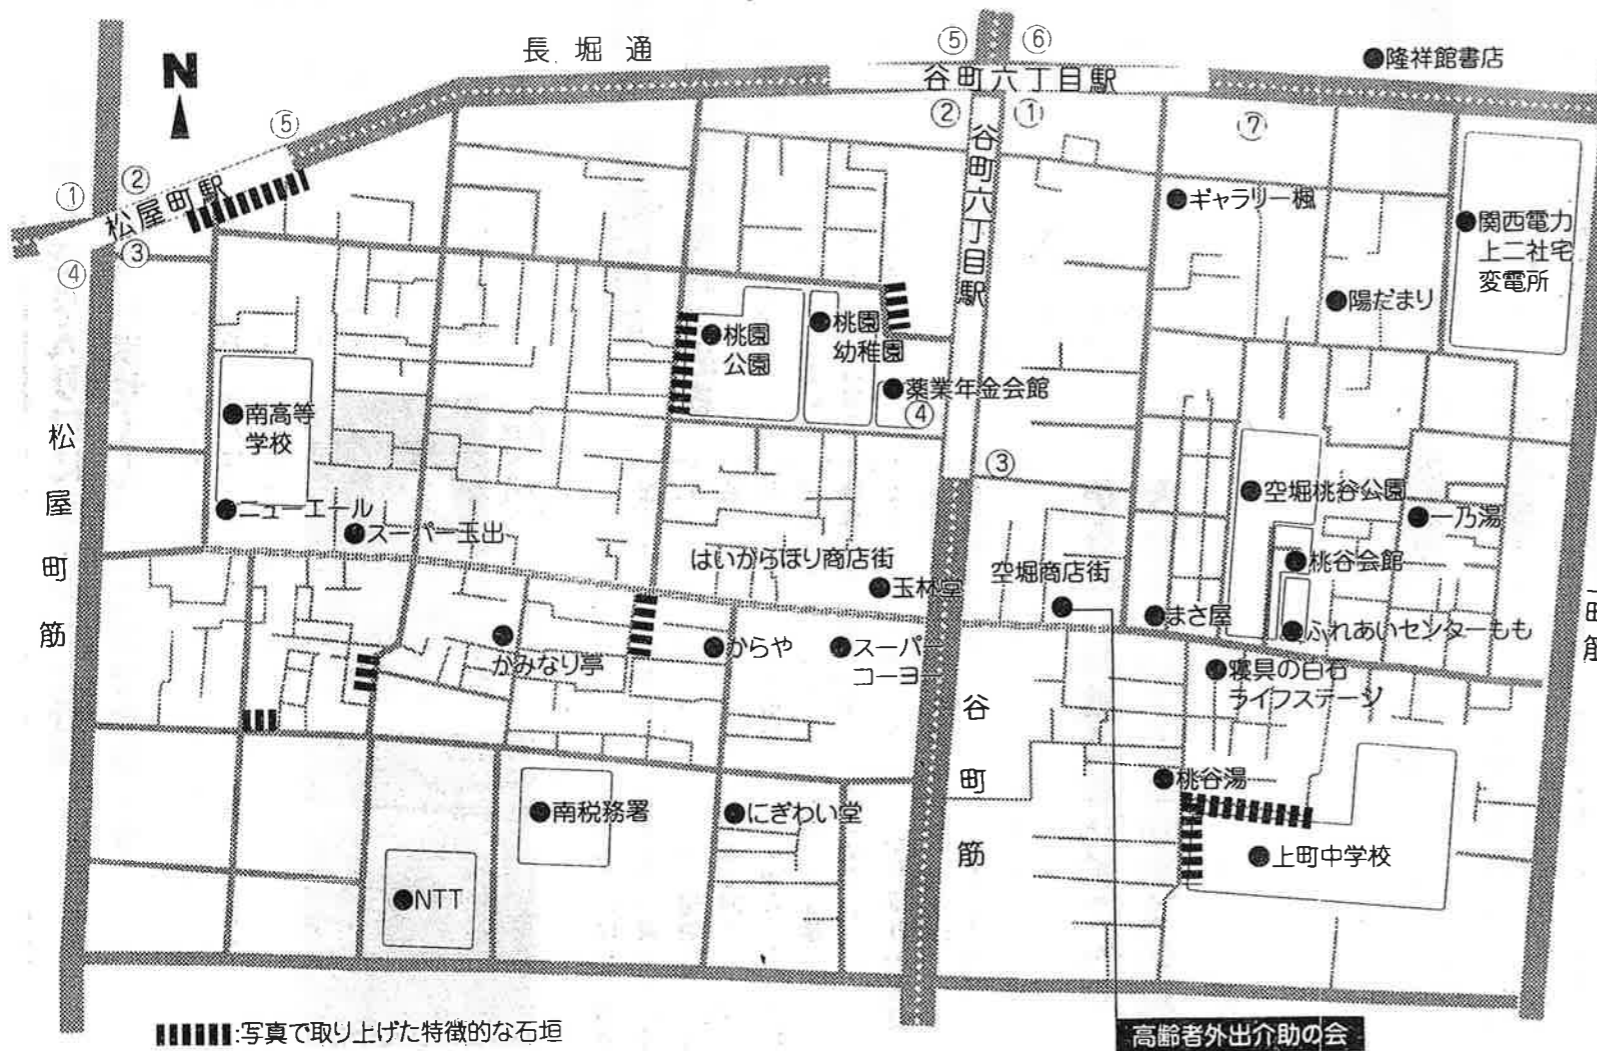 長堀通
⑤
⑥
●隆祥館書店
谷町六丁目駅
N
⑤
②
①
⑦
谷町六丁目駅
①
②
松屋町駅
③
④
●ギャラリー楓
●関西電力
上二社宅
変電所
●陽だまり
●桃園
公園
●桃園
幼稚園
●薬業年金会館
④
●南高等
学校
松屋町筋
③
●空堀桃谷公園
●一乃湯
●ニューエール
●スーパー玉出
はいからほり商店街
空堀商店街
●桃谷会館
●玉林堂
●まさ屋
●ふれあいセンターもも
町筋
●
かみなり亭
●からや
●スーパー
コーヨー
●寝具の白石
ライフステージ
谷町筋
●桃谷湯
●南税務署
●にぎわい堂
●上町中学校
●NTT
:写真で取り上げた特徴的な石垣
高齢者外出介助の会